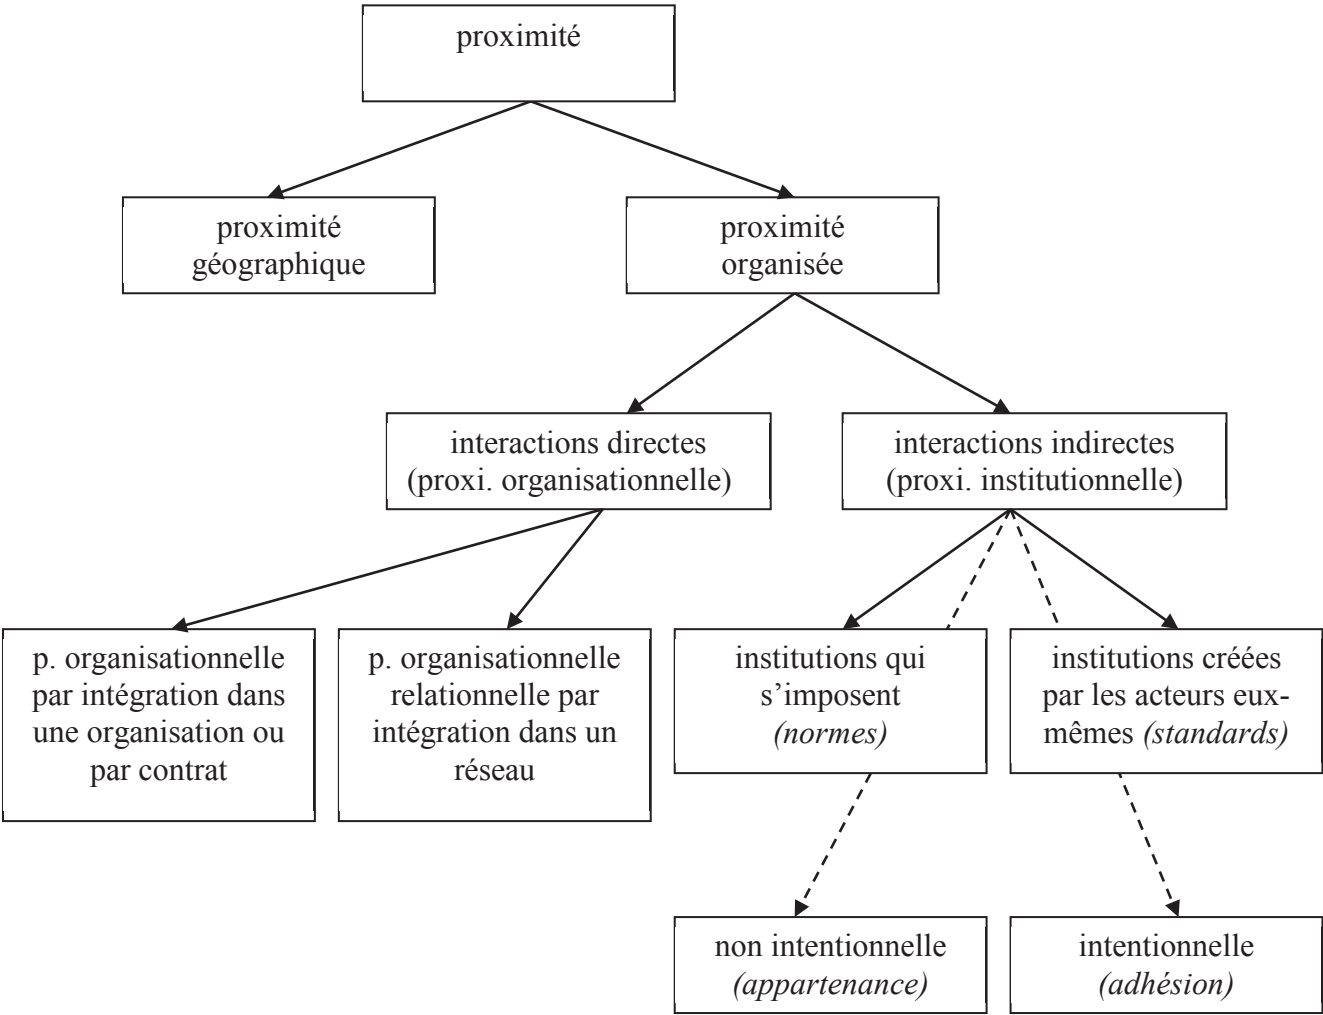 proximité
proximité
géographique
proximité
organisée
interactions directes
(proxi. organisationnelle)
interactions indirectes
(proxi. institutionnelle)
p. organisationnelle
par intégration dans
une organisation ou
par contrat
p. organisationnelle
relationnelle par
intégration dans un
réseau
institutions qui
s’imposent
(normes)
institutions créées
par les acteurs eux-
mêmes (standards)
non intentionnelle
(appartenance)
intentionnelle
(adhésion)